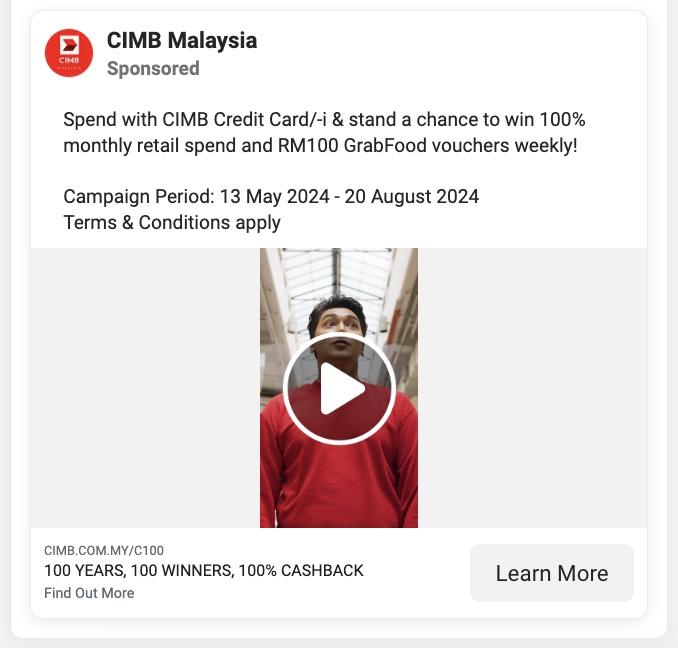 CIMB Malaysia
Sponsored
CIMB
MALAYSIA
Spend with CIMB Credit Card/-i & stand a chance to win 100%
monthly retail spend and RM100 GrabFood vouchers weekly!
Campaign Period: 13 May 2024 - 20 August 2024
Terms & Conditions apply
CIMB.COM.MY/C100
100 YEARS, 100 WINNERS, 100% CASHBACK
Find Out More
Learn More